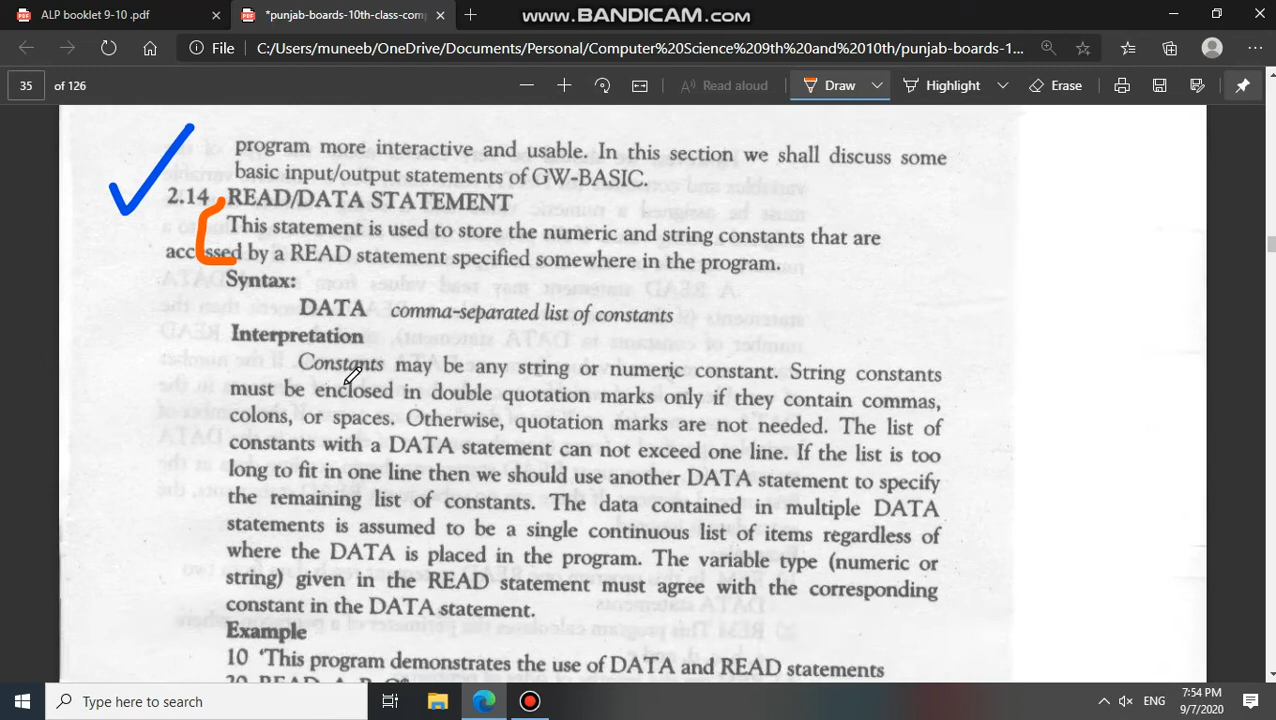 ALP booklet 9-10 .pdf
*punjab-boards-10th-class-comp
www.BANDICAM.com
File
C:/Users/muneeb/OneDrive/Documents/Personal/Computer%20Science%209th%20and%2010th/punjab-boards-1...
35 of 126
Read aloud
Draw
Highlight
Erase
program more interactive and usable. In this section we shall discuss some
basic input/output statements of GW-BASIC.
2.14 READ/DATA STATEMENT
This statement is used to store the numeric and string constants that are
accessed by a READ statement specified somewhere in the program.
Syntax:
DATA comma-separated list of constants
Interpretation
Constants may be any string or numeric constant. String constants
must be enclosed in double quotation marks only if they contain commas,
colons, or spaces. Otherwise, quotation marks are not needed. The list of
constants with a DATA statement can not exceed one line. If the list is too
long to fit in one line then we should use another DATA statement to specify
the remaining list of constants. The data contained in multiple DATA
statements is assumed to be a single continuous list of items regardless of
where the DATA is placed in the program. The variable type (numeric or
string) given in the READ statement must agree with the corresponding
constant in the DATA statement.
Example
10 'This program demonstrates the use of DATA and READ statements
Type here to search
ENG
7:54 PM
9/7/2020